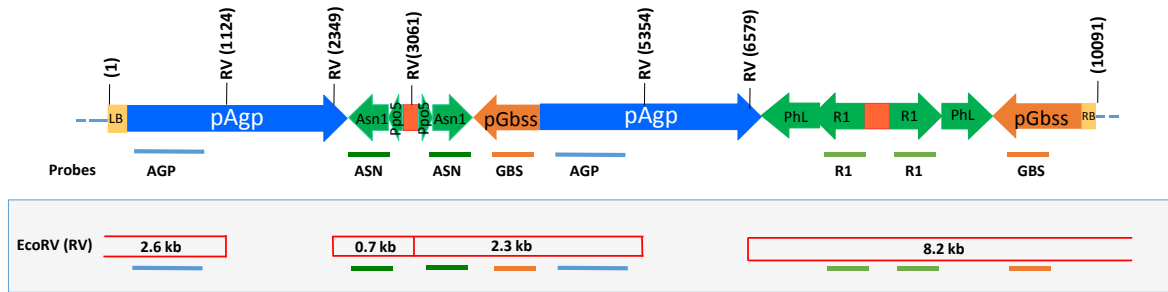 (1)
RV (1124)
RV (2349)
RV(3061)
RV (5354)
RV (6579)
(10091)
LB pAgp Asn1 Ppo5 Ppo5 Asn1 pGbss pAgp PhL R1 R1 PhL pGbss RB
Probes AGP ASN ASN GBS AGP R1 R1 GBS
EcoRV (RV) 2.6 kb 0.7 kb 2.3 kb 8.2 kb